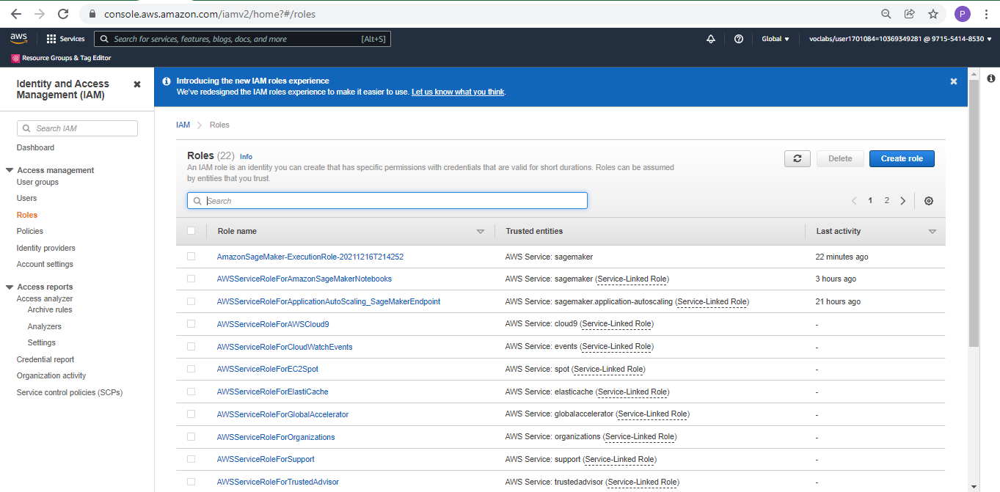 console.aws.amazon.com/iamv2/home?#/roles
P
aws
Services
Search for services, features, blogs, docs, and more
[Alt+S]
Global
voclabs/user1701084=10369349281 @ 9715-5414-8530
Resource Groups & Tag Editor
Identity and Access
Management (IAM)
Search IAM
Dashboard
Access management
User groups
Users
Roles
Policies
Identity providers
Account settings
Access reports
Access analyzer
Archive rules
Analyzers
Settings
Credential report
Organization activity
Service control policies (SCPs)
Introducing the new IAM roles experience
We've redesigned the IAM roles experience to make it easier to use. Let us know what you think.
IAM > Roles
Roles (22) Info
An IAM role is an identity you can create that has specific permissions with credentials that are valid for short durations. Roles can be assumed
by entities that you trust.
Delete
Create role
Search
1 2
Role name Trusted entities Last activity
AmazonSageMaker-ExecutionRole-20211216T214252 AWS Service: sagemaker 22 minutes ago
AWSServiceRoleForAmazonSageMakerNotebooks AWS Service: sagemaker (Service-Linked Role) 3 hours ago
AWSServiceRoleForApplicationAutoScaling_SageMakerEndpoint AWS Service: sagemaker.application-autoscaling (Service-Linked Role) 21 hours ago
AWSServiceRoleForAWSCloud9 AWS Service: cloud9 (Service-Linked Role) -
AWSServiceRoleForCloudWatchEvents AWS Service: events (Service-Linked Role) -
AWSServiceRoleForEC2Spot AWS Service: spot (Service-Linked Role) -
AWSServiceRoleForElastiCache AWS Service: elasticache (Service-Linked Role) -
AWSServiceRoleForGlobalAccelerator AWS Service: globalaccelerator (Service-Linked Role) -
AWSServiceRoleForOrganizations AWS Service: organizations (Service-Linked Role) -
AWSServiceRoleForSupport AWS Service: support (Service-Linked Role) -
AWSServiceRoleForTrustedAdvisor AWS Service: trustedadvisor (Service-Linked Role) -